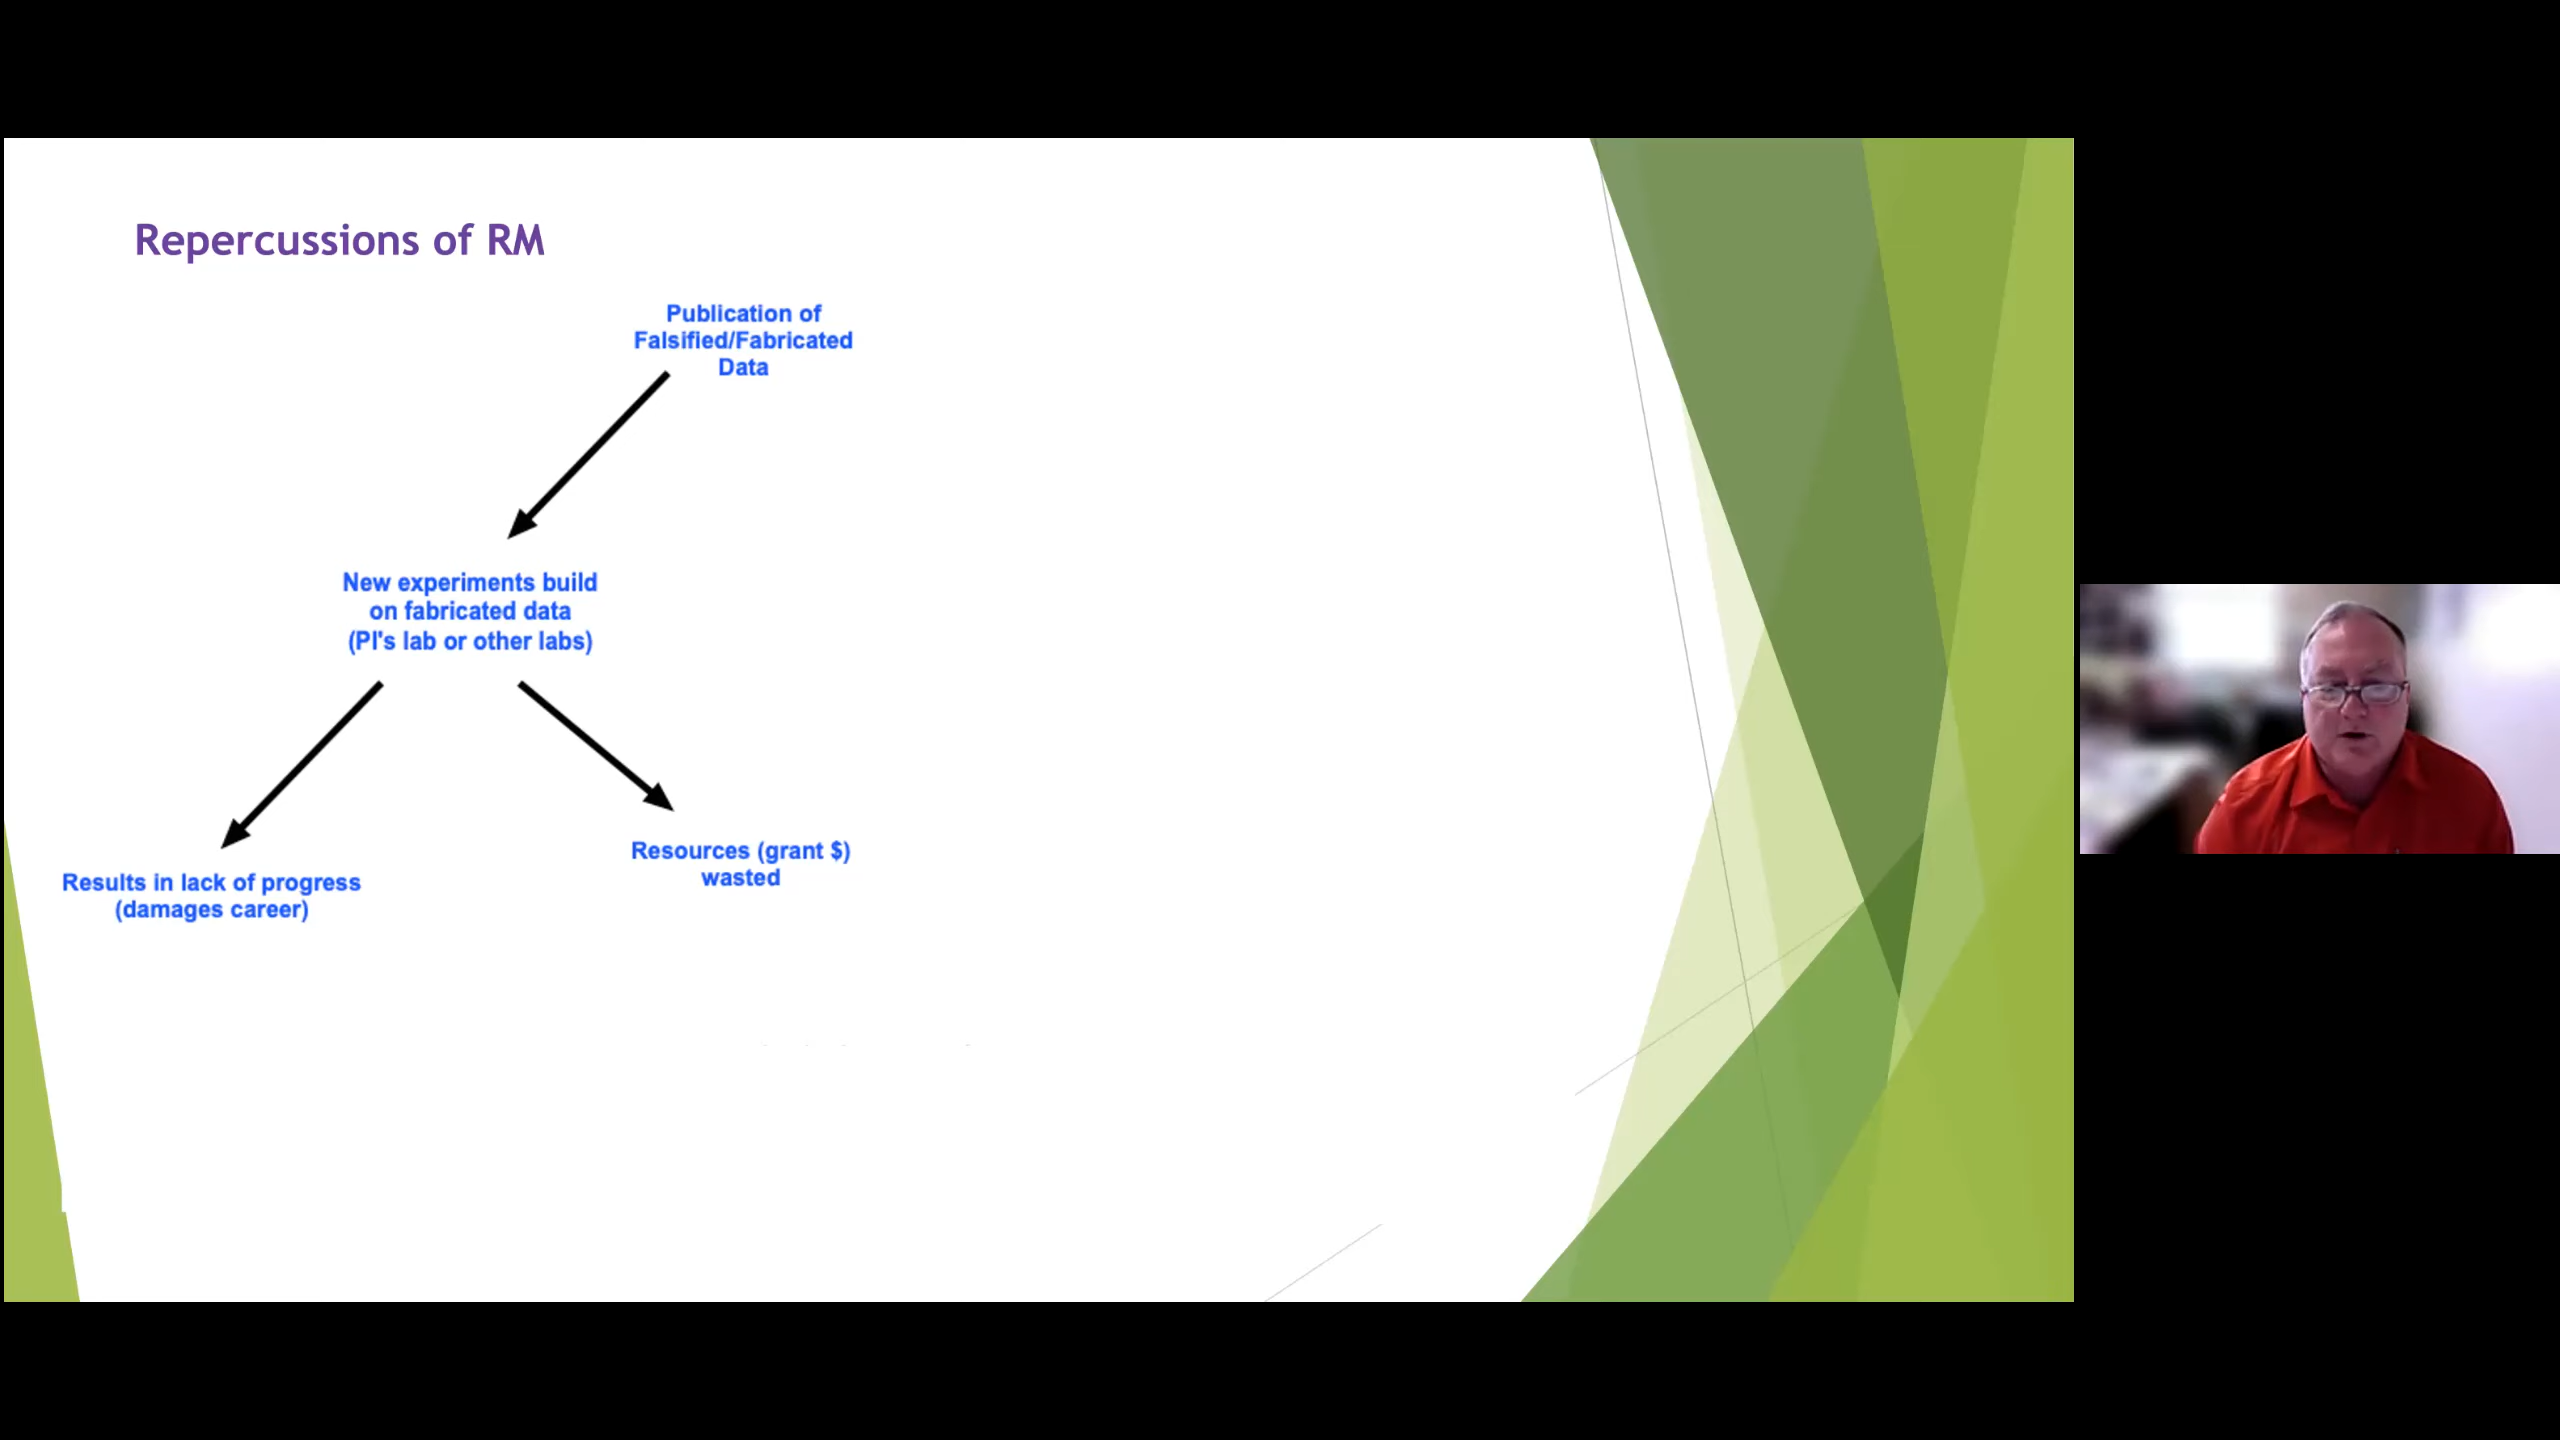 Repercussions of RM
Publication of
Falsified/Fabricated
Data
New experiments build
on fabricated data
(PI's lab or other labs)
Results in lack of progress
(damages career)
Resources (grant $)
wasted